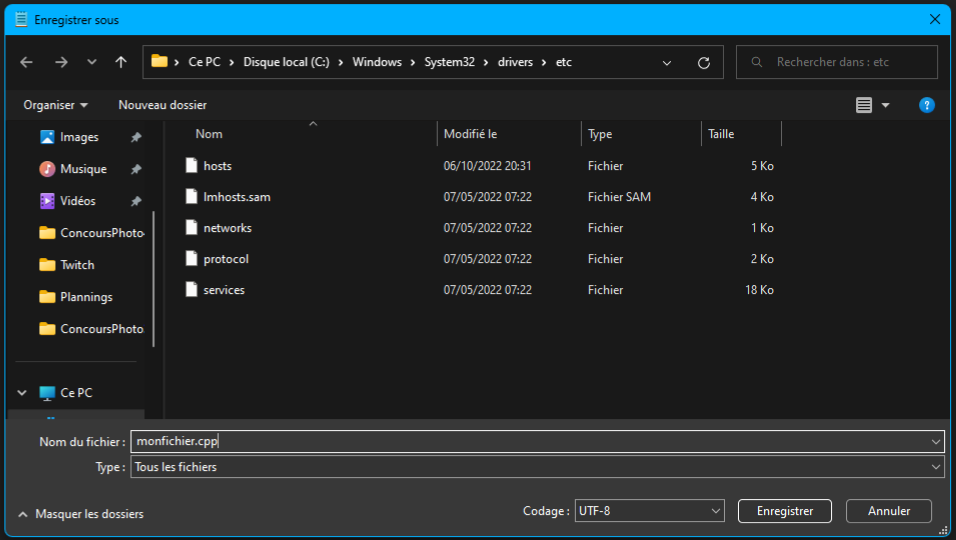 Enregistrer sous
Ce PC > Disque local (C:) > Windows > System32 > drivers > etc
Rechercher dans : etc
Organiser
Nouveau dossier
?
Images
Musique
Vidéos
ConcoursPhoto
Twitch
Plannings
ConcoursPhoto
Ce PC
Nom Modifié le Type Taille
hosts 06/10/2022 20:31 Fichier 5 Ko
lmhosts.sam 07/05/2022 07:22 Fichier SAM 4 Ko
networks 07/05/2022 07:22 Fichier 1 Ko
protocol 07/05/2022 07:22 Fichier 2 Ko
services 07/05/2022 07:22 Fichier 18 Ko
Nom du fichier : monfichier.cpp
Type : Tous les fichiers
Masquer les dossiers
Codage : UTF-8
Enregistrer
Annuler